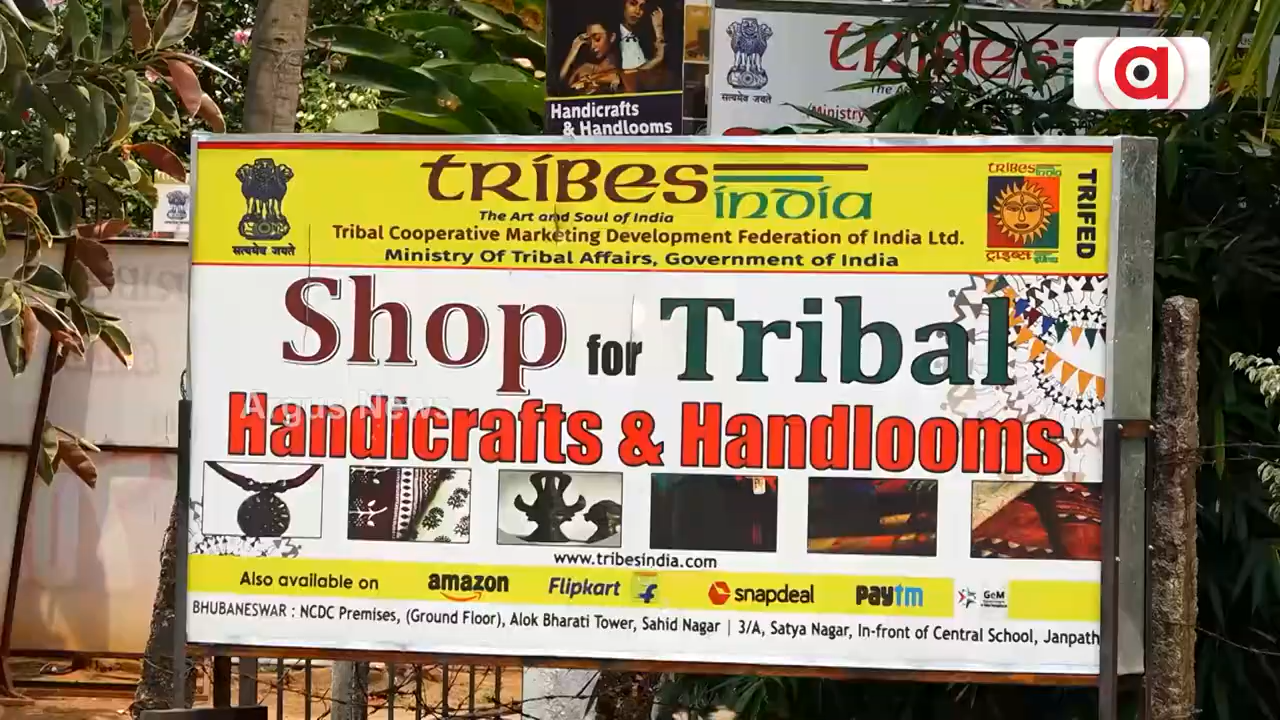 Handicrafts
& Handlooms
सत्यमेव जयते
TRIBES
Ministry
a
सत्यमेव जयते
TRIBES india
The Art and Soul of India
Tribal Cooperative Marketing Development Federation of India Ltd.
Ministry Of Tribal Affairs, Government of India
TRIBES india
ट्राइब्स
TRIFED
Shop for Tribal
Handicrafts & Handlooms
Argus News
www.tribesindia.com
Also available on amazon Flipkart snapdeal paytm GeM
BHUBANESWAR : NCDC Premises, (Ground Floor), Alok Bharati Tower, Sahid Nagar | 3/A, Satya Nagar, In-front of Central School, Janpath